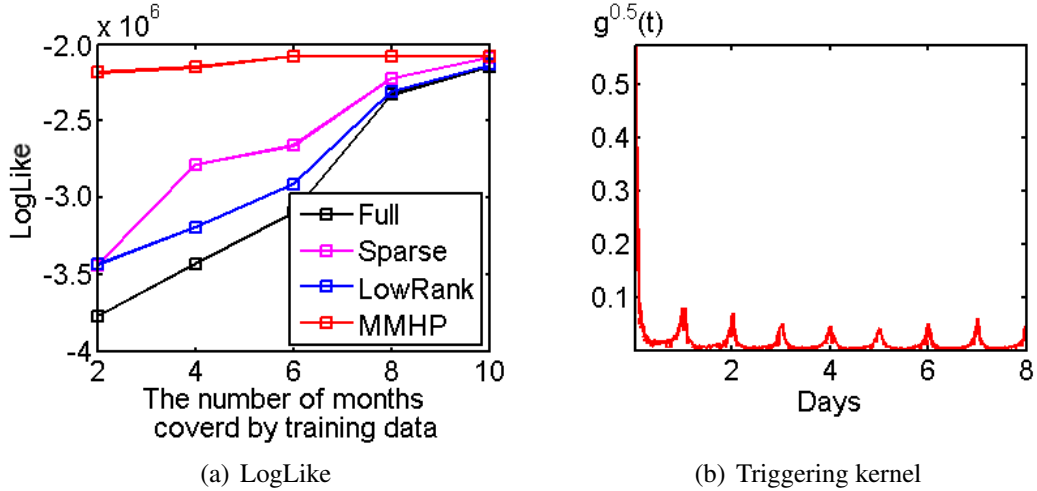 x 10^6
-2.0
-2.5
-3.0
-3.5
-4
LogLike
Full
Sparse
LowRank
MMHP
2 4 6 8 10
The number of months
coverd by training data
(a) LogLike
g^0.5(t)
0.5
0.4
0.3
0.2
0.1
2 4 6 8
Days
(b) Triggering kernel